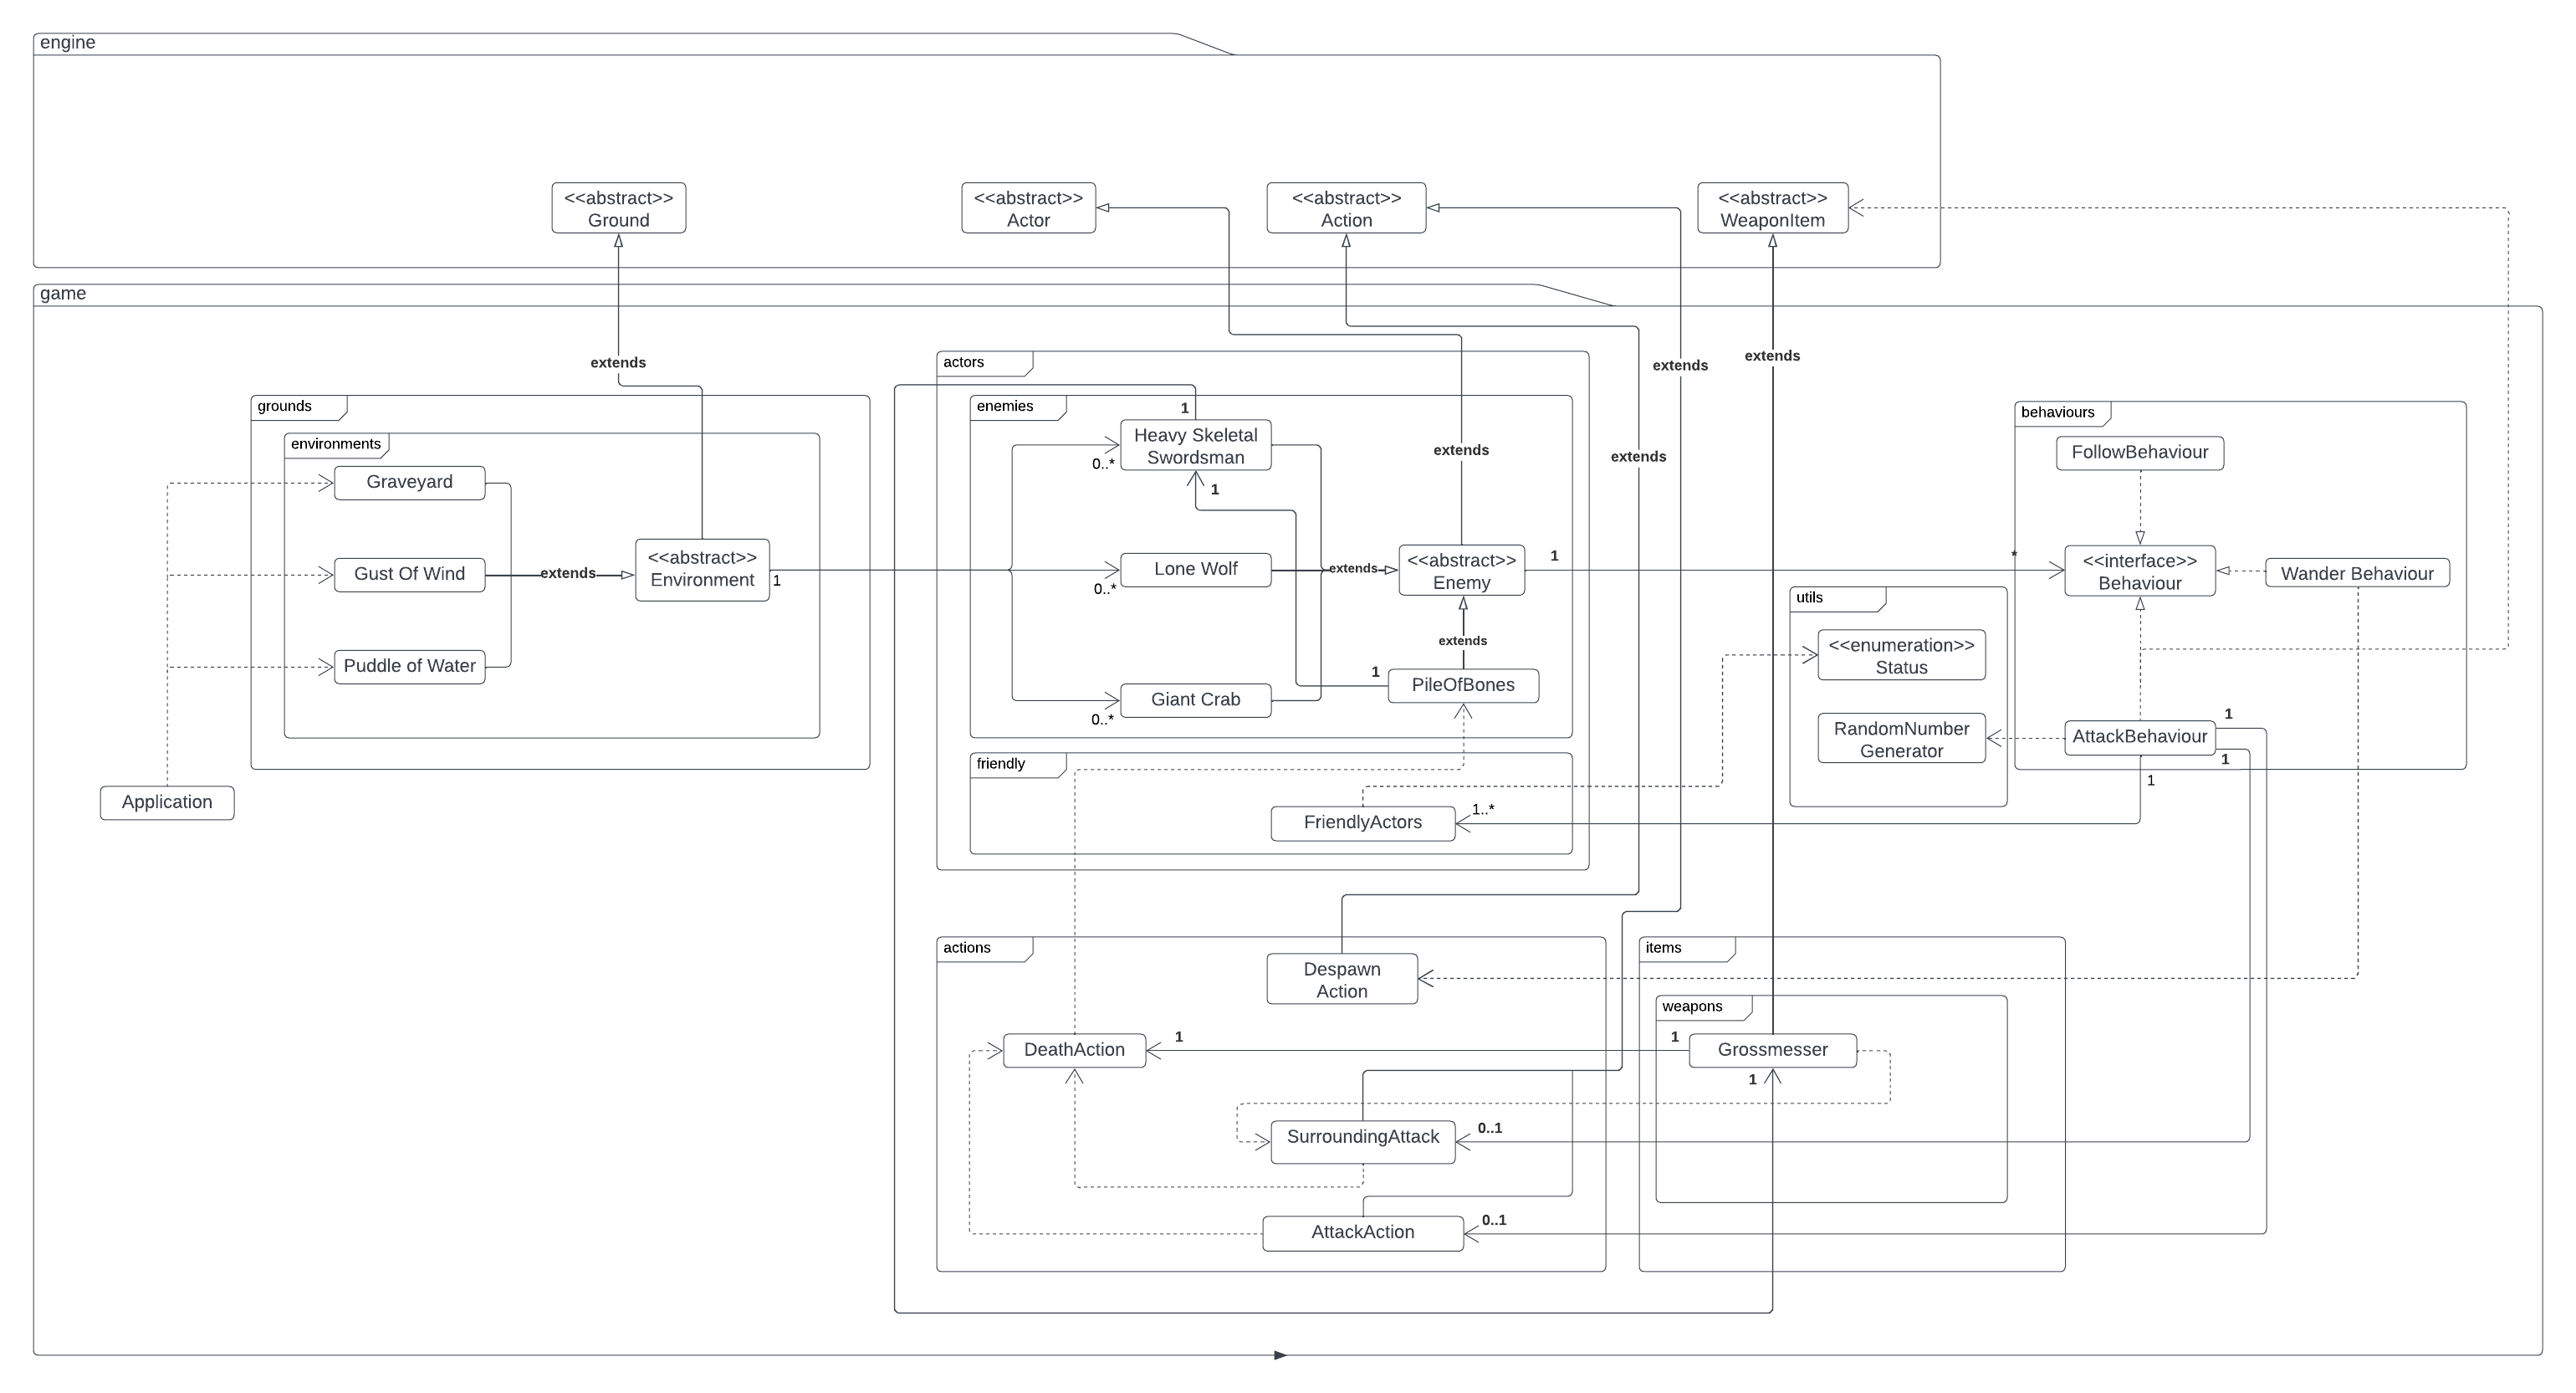 engine
<<abstract>>
Ground
<<abstract>>
Actor
<<abstract>>
Action
<<abstract>>
WeaponItem
game
extends
extends
extends
extends
extends
actors
grounds
environments
enemies
behaviours
1
Heavy Skeletal
Swordsman
0..*
1
FollowBehaviour
Graveyard
Gust Of Wind
extends
<<abstract>>
Environment
1
Puddle of Water
Lone Wolf
0..*
extends
<<abstract>>
Enemy
1
*
<<interface>>
Behaviour
Wander Behaviour
extends
1
PileOfBones
Giant Crab
0..*
utils
<<enumeration>>
Status
RandomNumber
Generator
AttackBehaviour
1
1
1
friendly
FriendlyActors
1..*
Application
actions
Despawn
Action
items
weapons
DeathAction
1
1
Grossmesser
1
SurroundingAttack
0..1
AttackAction
0..1